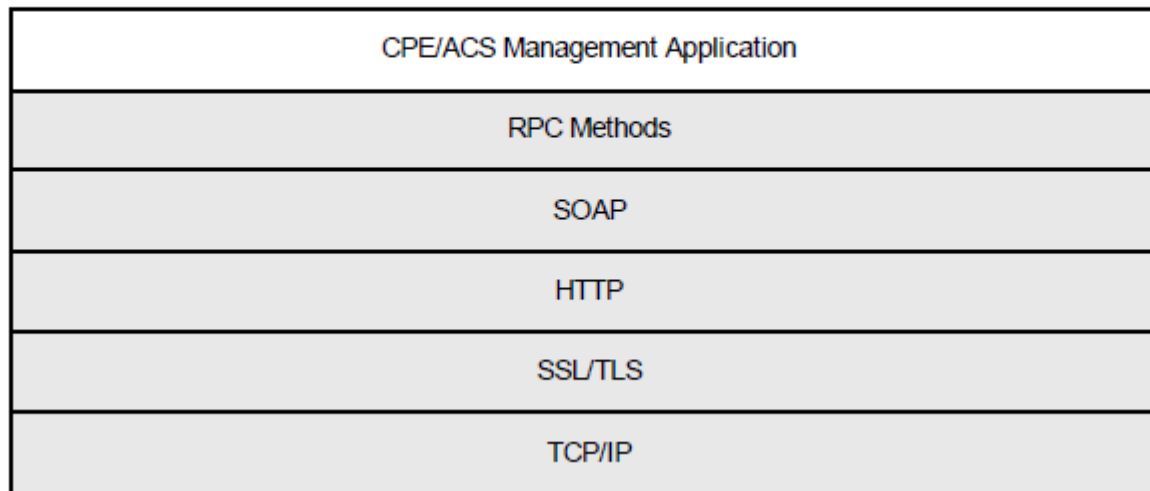 CPE/ACS Management Application
RPC Methods
SOAP
HTTP
SSL/TLS
TCP/IP